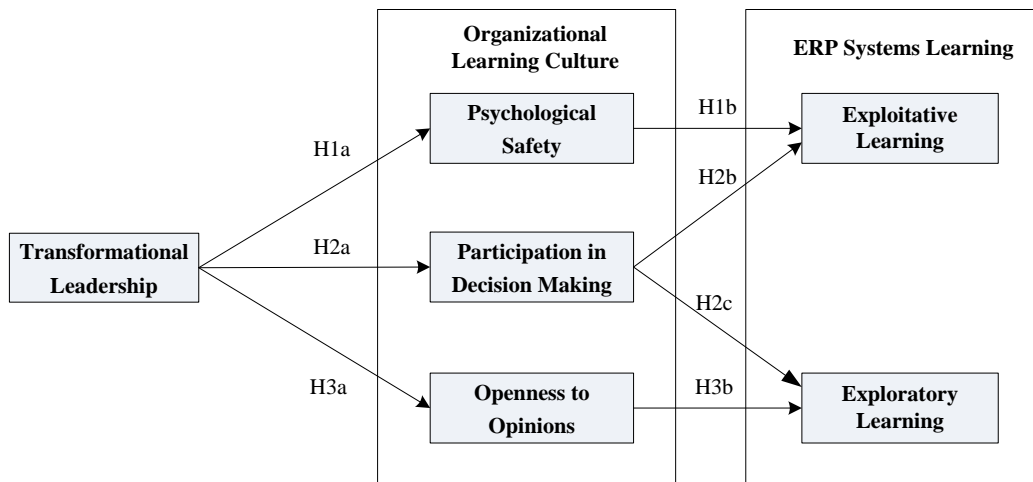 Organizational
Learning Culture
ERP Systems Learning
Psychological
Safety
H1b
Exploitative
Learning
H1a
H2b
Transformational
Leadership
H2a
Participation in
Decision Making
H2c
H3a
Openness to
Opinions
H3b
Exploratory
Learning